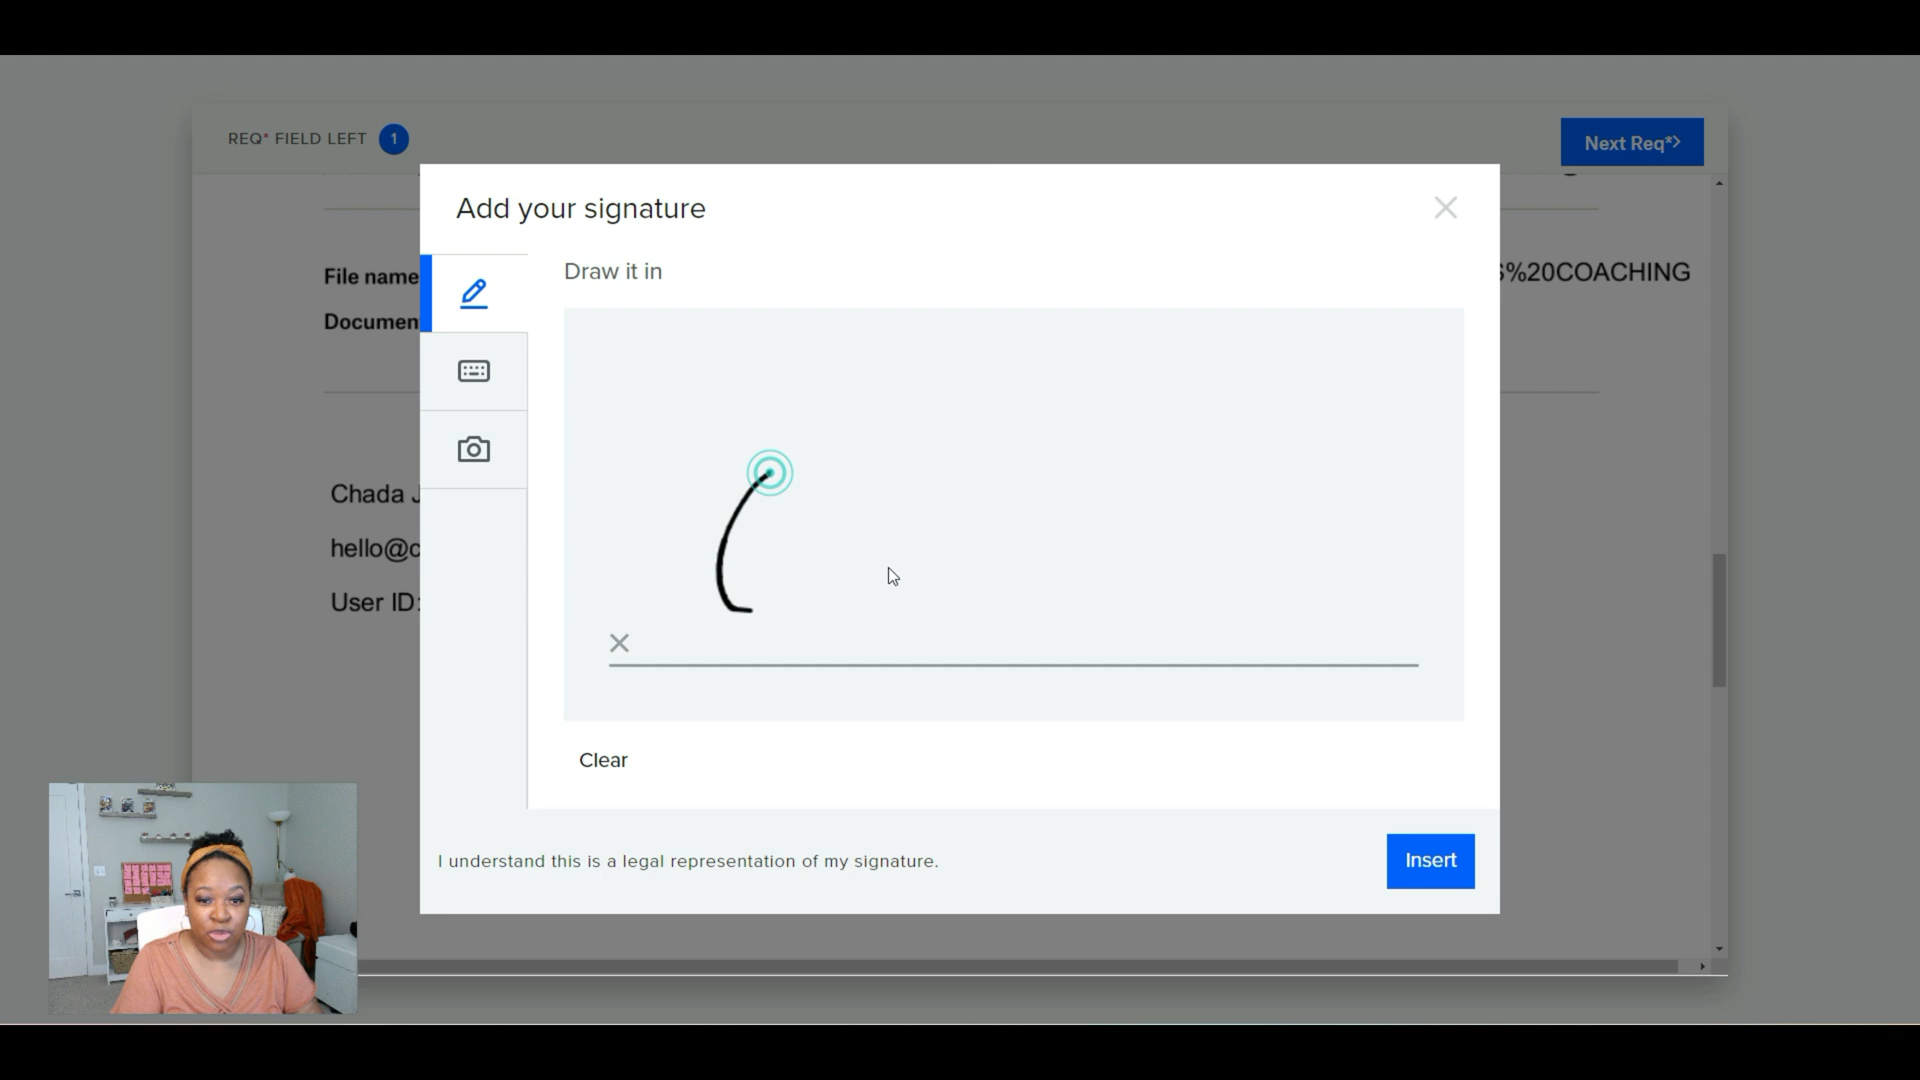 REQ* FIELD LEFT 1
Next Req*>
Add your signature
Draw it in
File name
S%20COACHING
Documen
Chada J
hello@c
User ID:
Clear
I understand this is a legal representation of my signature.
Insert